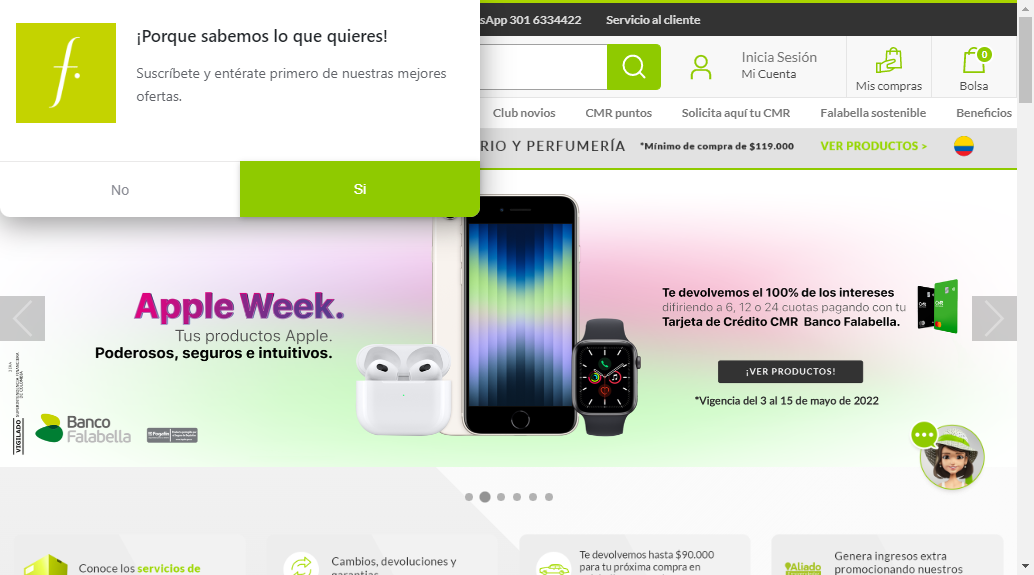 ¡Porque sabemos lo que quieres!
Suscríbete y entérate primero de nuestras mejores
ofertas.
No
Si
sApp 301 6334422
Servicio al cliente
Inicia Sesión
Mi Cuenta
Mis compras
0
Bolsa
Club novios
CMR puntos
Solicita aquí tu CMR
Falabella sostenible
Beneficios
RIO Y PERFUMERÍA
*Mínimo de compra de $119.000
VER PRODUCTOS >
Apple Week.
Tus productos Apple.
Poderosos, seguros e intuitivos.
Te devolvemos el 100% de los intereses
difiriendo a 6, 12 o 24 cuotas pagando con tu
Tarjeta de Crédito CMR Banco Falabella.
¡VER PRODUCTOS!
*Vigencia del 3 al 15 de mayo de 2022
VIGILADO
Banco
Falabella
Conoce los servicios de
Cambios, devoluciones y
garantías
Te devolvemos hasta $90.000
para tu próxima compra en
Aliado
Genera ingresos extra
promocionando nuestros